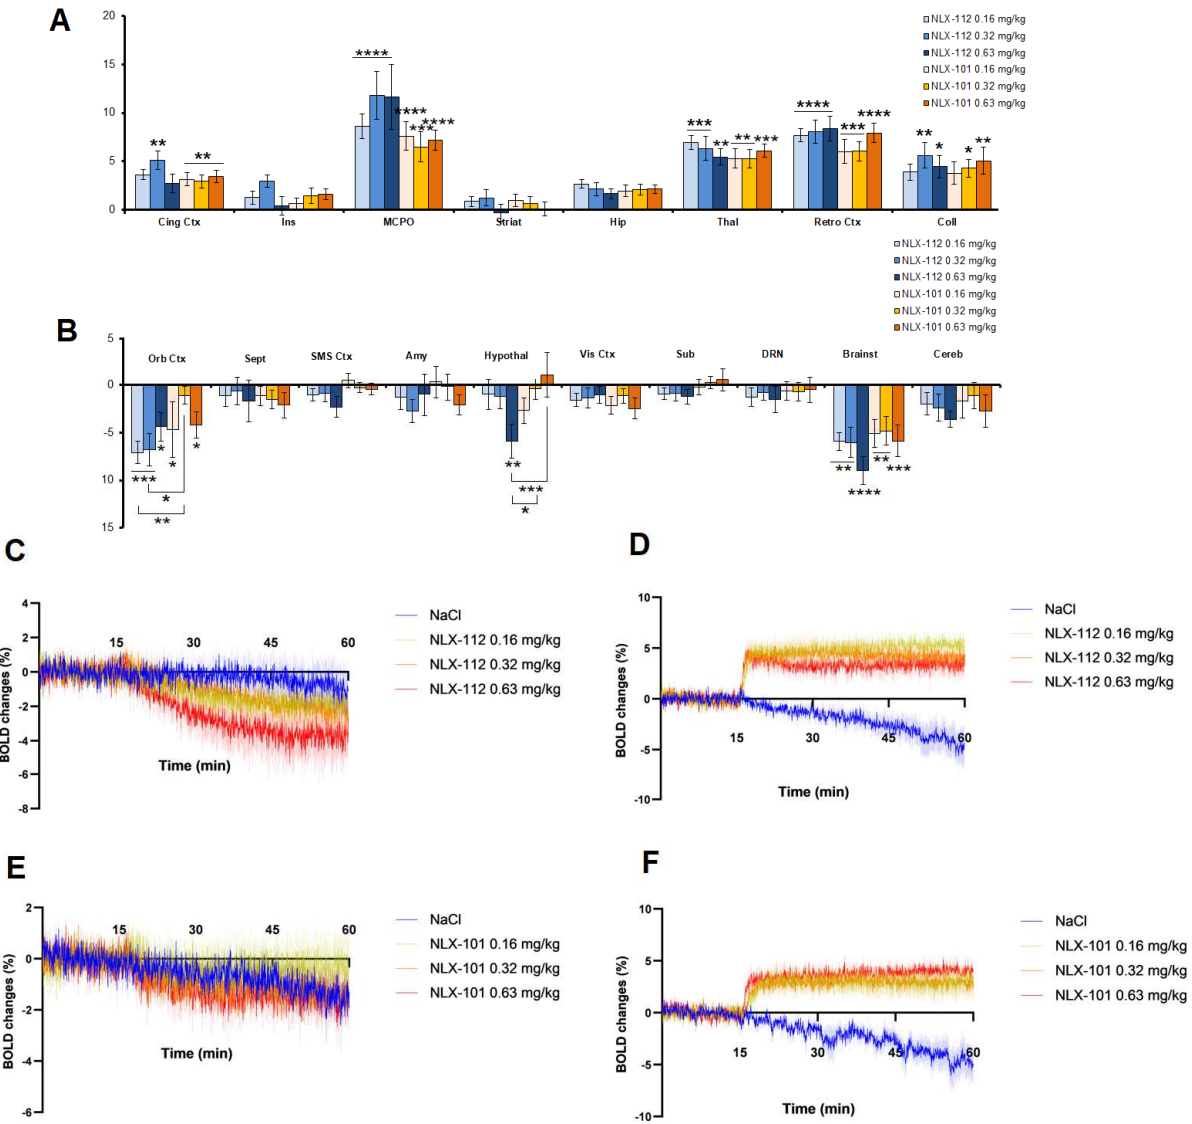 A
20
15
10
5
0
NLX-112 0.16 mg/kg
NLX-112 0.32 mg/kg
NLX-112 0.63 mg/kg
NLX-101 0.16 mg/kg
NLX-101 0.32 mg/kg
NLX-101 0.63 mg/kg
** ** **** **** *** **** *** ** ** *** **** *** **** ** * * **
Cing Ctx Ins MCPO Striat Hip Thal Retro Ctx Coll
NLX-112 0.16 mg/kg
NLX-112 0.32 mg/kg
NLX-112 0.63 mg/kg
NLX-101 0.16 mg/kg
NLX-101 0.32 mg/kg
NLX-101 0.63 mg/kg
B
5
0
5
10
15
Orb Ctx Sept SMS Ctx Amy Hypothal Vis Ctx Sub DRN Brainst Cereb
*** * * * * ** ** *** * ** **** ** ***
C
BOLD changes (%)
4
2
0
-2
-4
-6
-8
15 30 45 60
Time (min)
NaCl
NLX-112 0.16 mg/kg
NLX-112 0.32 mg/kg
NLX-112 0.63 mg/kg
D
BOLD changes (%)
10
5
0
-5
-10
15 30 45 60
Time (min)
NaCl
NLX-112 0.16 mg/kg
NLX-112 0.32 mg/kg
NLX-112 0.63 mg/kg
E
BOLD changes (%)
2
0
-2
-4
-6
15 30 45 60
Time (min)
NaCl
NLX-101 0.16 mg/kg
NLX-101 0.32 mg/kg
NLX-101 0.63 mg/kg
F
BOLD changes (%)
10
5
0
-5
-10
15 30 45 60
Time (min)
NaCl
NLX-101 0.16 mg/kg
NLX-101 0.32 mg/kg
NLX-101 0.63 mg/kg